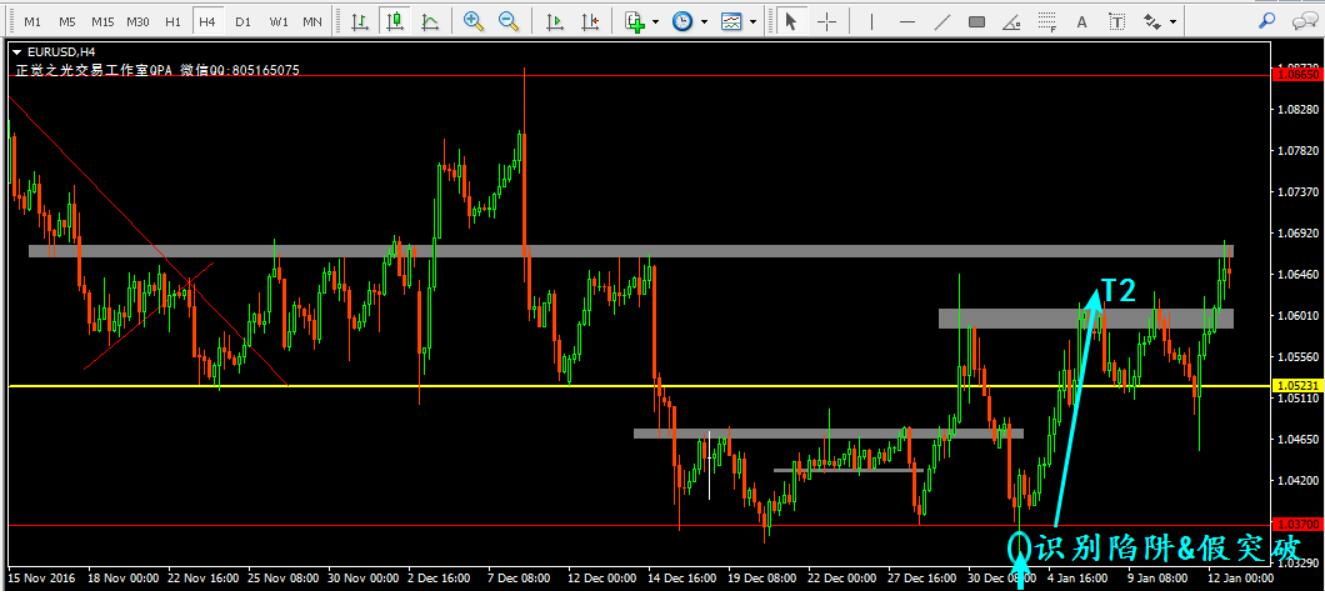 M1 M5 M15 M30 H1 H4 D1 W1 MN
A T
EURUSD,H4
正觉之光交易工作室QPA 微信QQ:805165075
1.08650
1.08280
1.07820
1.07370
1.06920
1.06460
T2
1.06010
1.05560
1.05231
1.05110
1.04650
1.04200
1.03700
识别陷阱&假突破
1.03290
15 Nov 2016 18 Nov 00:00 22 Nov 16:00 25 Nov 08:00 30 Nov 00:00 2 Dec 16:00 7 Dec 08:00 12 Dec 00:00 14 Dec 16:00 19 Dec 08:00 22 Dec 00:00 27 Dec 16:00 30 Dec 08:00 4 Jan 16:00 9 Jan 08:00 12 Jan 00:00